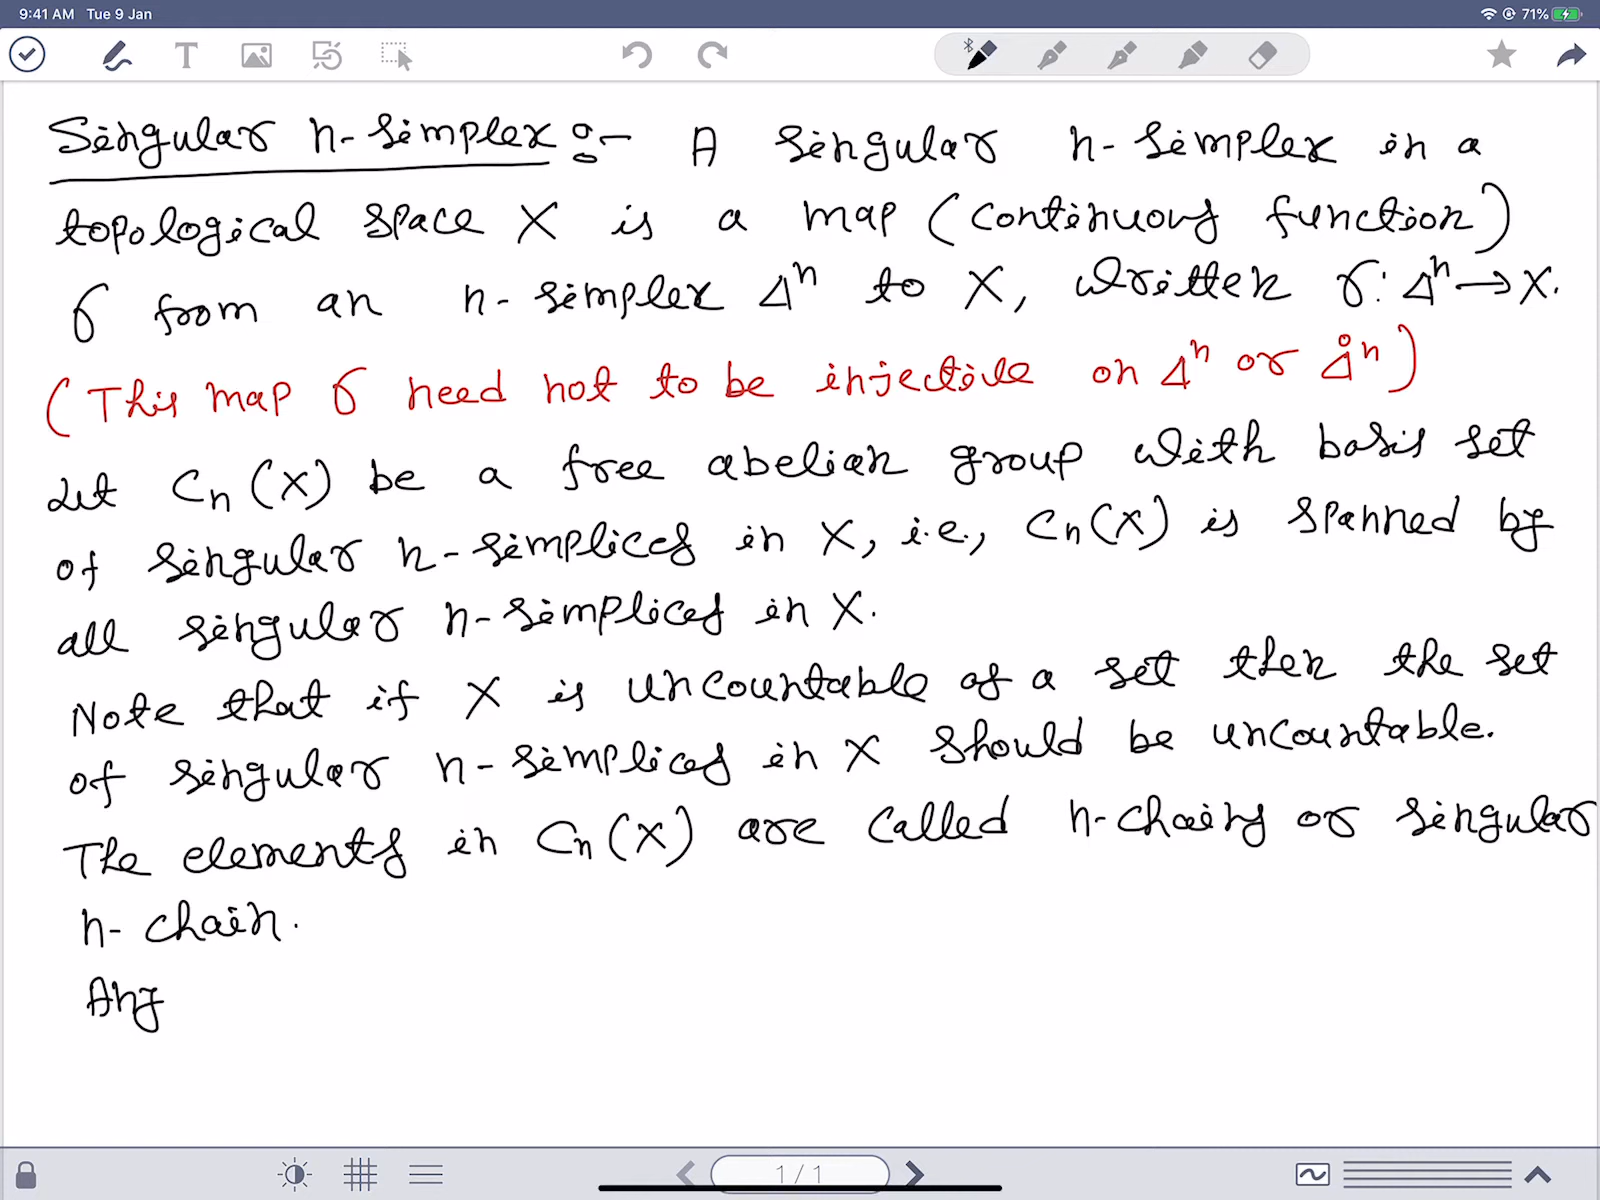 9:41 AM Tue 9 Jan
71%
T
Singular n-simplex :- A singular n-simplex in a
topological space X is a map (continuous function)
σ from an n-simplex Δⁿ to X, written σ: Δⁿ → X.
(This map σ need not to be injective on Δⁿ or Δ̊ⁿ)
Let Cₙ(X) be a free abelian group with basis set
of singular n-simplices in X, i.e., Cₙ(X) is spanned by
all singular n-simplices in X.
Note that if X is uncountable as a set then the set
of singular n-simplices in X should be uncountable.
The elements in Cₙ(X) are called n-chains or singular
n-chain.
Any
1 / 1